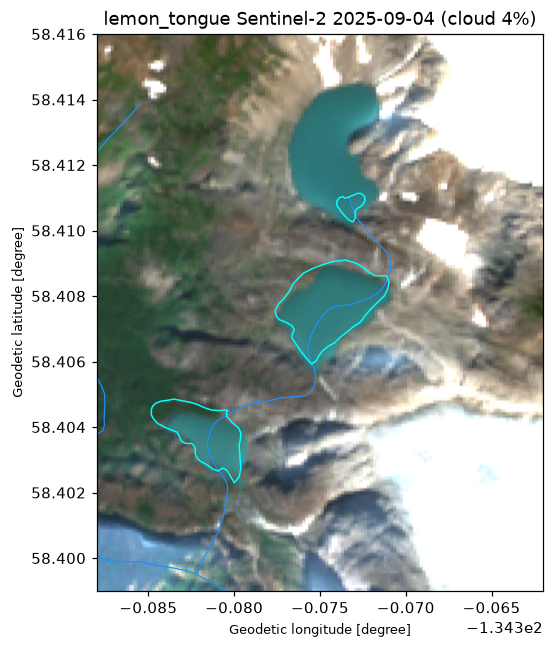 lemon_tongue Sentinel-2 2025-09-04 (cloud 4%)
58.416
58.414
58.412
58.410
58.408
58.406
58.404
58.402
58.400
Geodetic latitude [degree]
−0.085 −0.080 −0.075 −0.070 −0.065
Geodetic longitude [degree]
−1.343e2